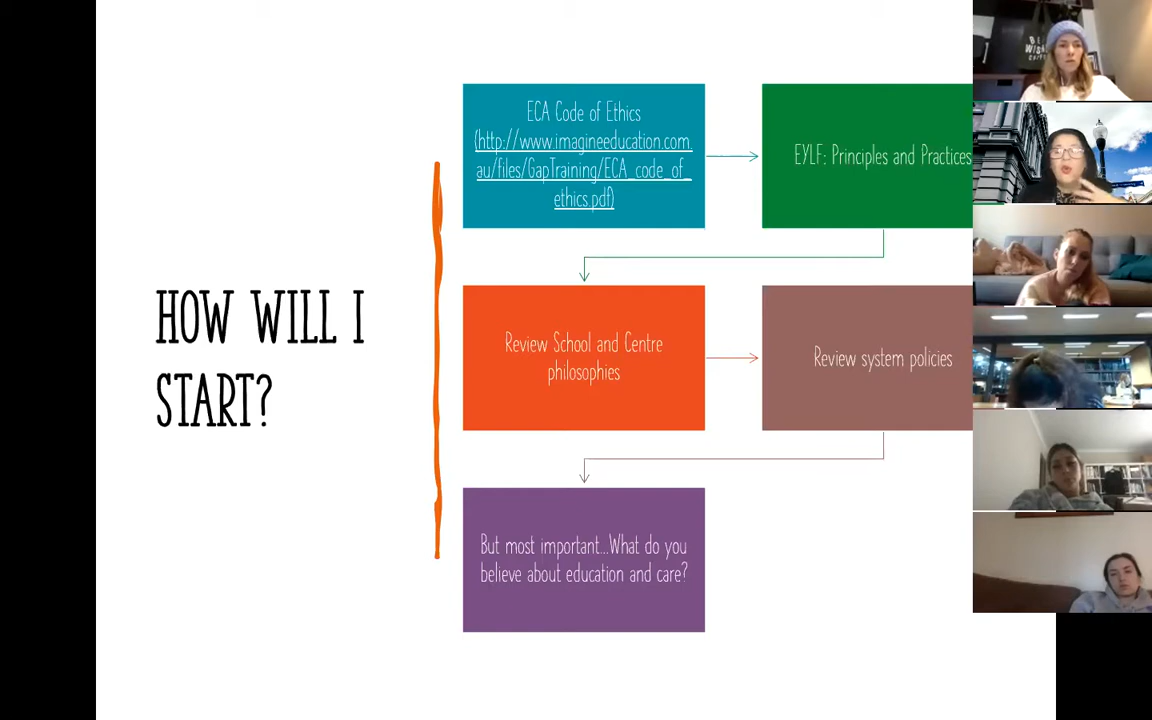 HOW WILL I
START?
ECA Code of Ethics
(http://www.imagineeducation.com.
au/files/GapTraining/ECA_code_of_
ethics.pdf)
EYLF: Principles and Practices
Review School and Centre
philosophies
Review system policies
But most important...What do you
believe about education and care?